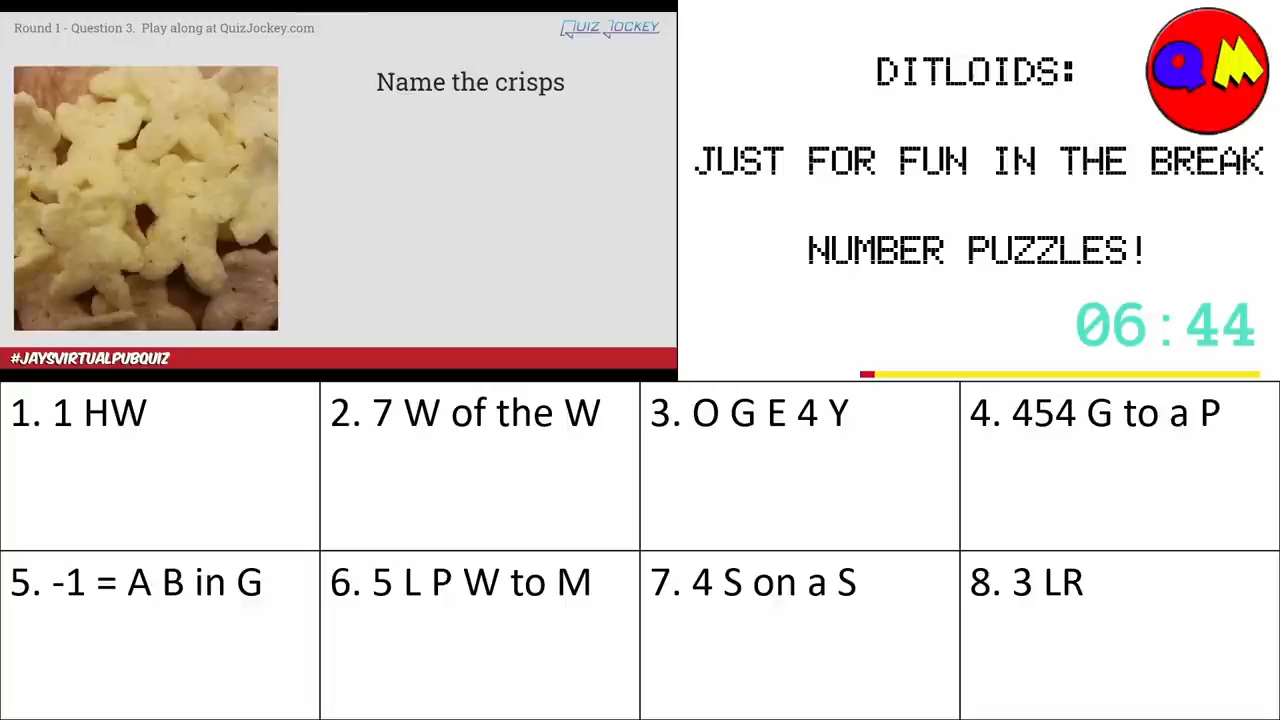 Round 1 - Question 3. Play along at QuizJockey.com
QUIZ JOCKEY
Name the crisps
#JAYSVIRTUALPUBQUIZ
DITLOIDS:
QM
JUST FOR FUN IN THE BREAK
NUMBER PUZZLES!
06:44
1. 1 HW
2. 7 W of the W
3. O G E 4 Y
4. 454 G to a P
5. -1 = A B in G
6. 5 L P W to M
7. 4 S on a S
8. 3 LR